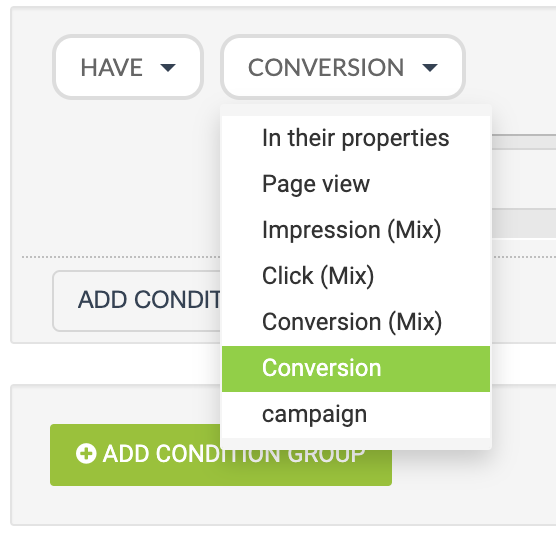 HAVE
CONVERSION
In their properties
Page view
Impression (Mix)
Click (Mix)
Conversion (Mix)
Conversion
campaign
ADD CONDIT
ADD CONDITION GROUP